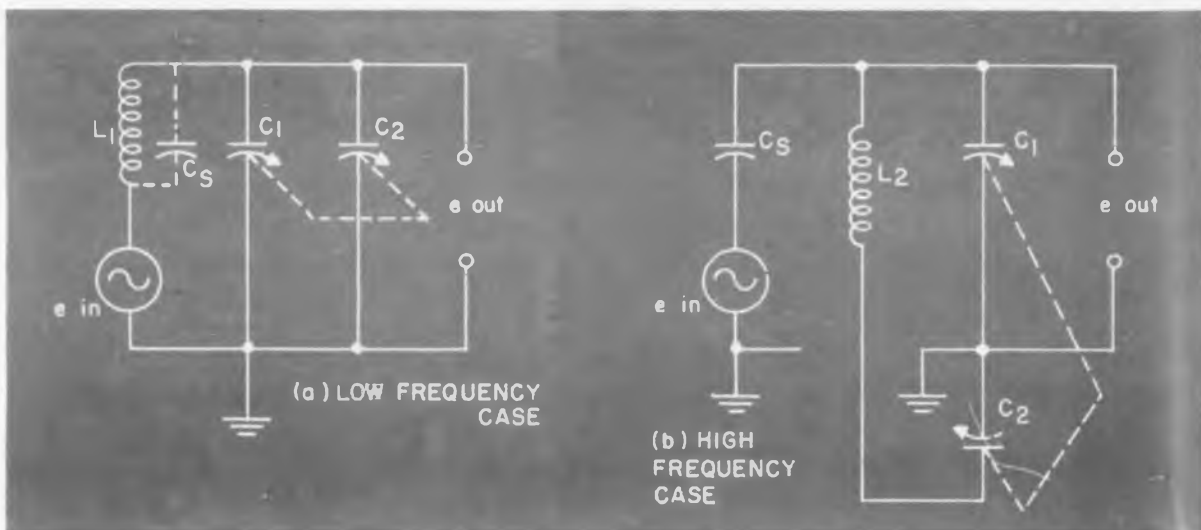 L1
CS
C1
C2
e out
e in
(a) LOW FREQUENCY
CASE
CS
L2
C1
e out
e in
C2
(b) HIGH
FREQUENCY
CASE